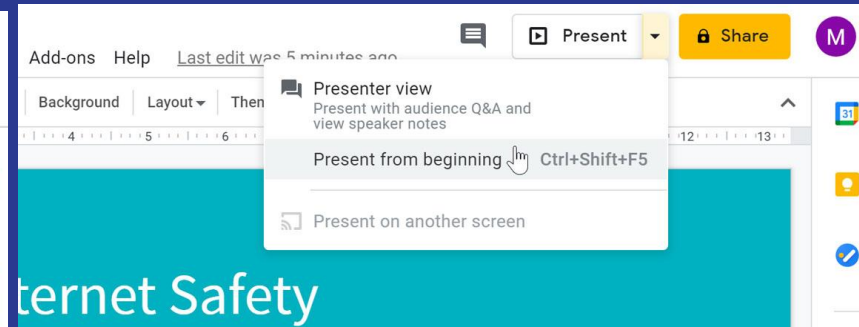 Present
Share
M
Add-ons Help Last edit was 5 minutes ago
Presenter view
Present with audience Q&A and
view speaker notes
Background Layout
31
4 5 6 12 13
Present from beginning Ctrl+Shift+F5
Present on another screen
ternet Safety